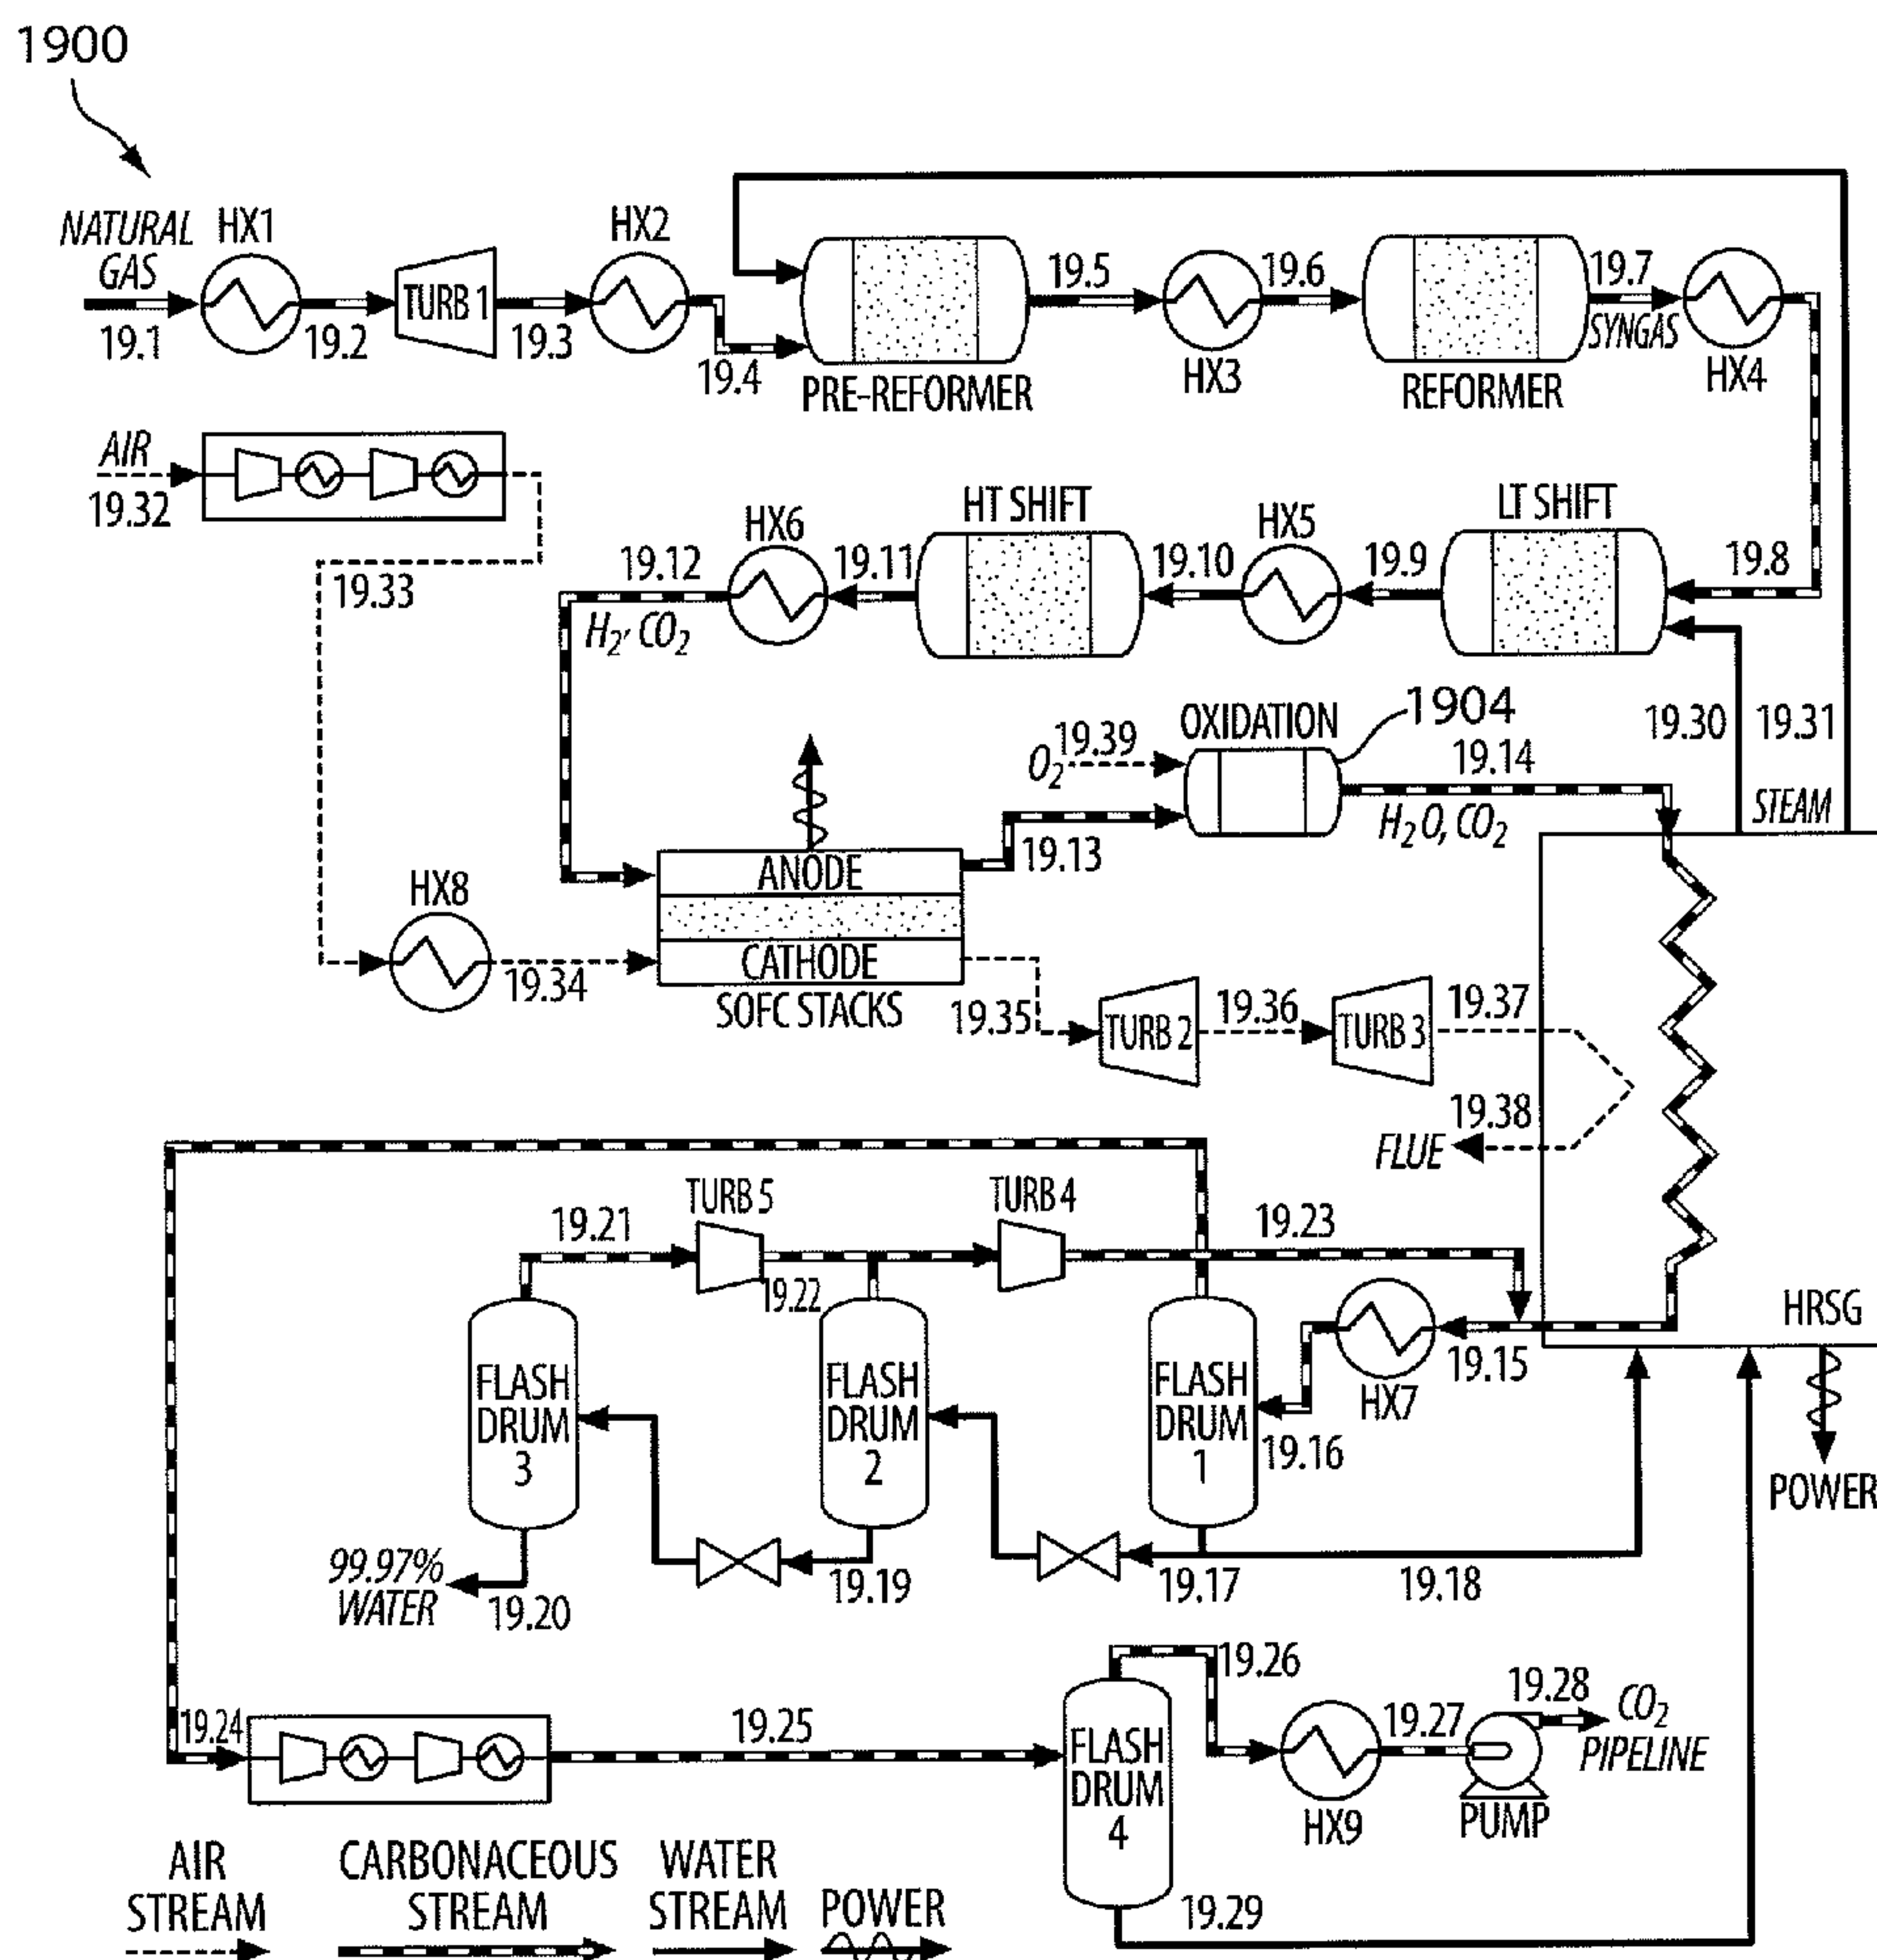 1900
NATURAL
GAS
HX1
HX2
TURB 1
19.1
19.2
19.3
19.4
PRE-REFORMER
19.5
19.6
HX3
REFORMER
19.7
SYNGAS
HX4
AIR
19.32
19.33
HT SHIFT
LT SHIFT
HX6
HX5
19.12
19.11
19.10
19.9
19.8
H2, CO2
OXIDATION
1904
O2
19.39
19.14
H2O, CO2
19.30
19.31
STEAM
19.13
ANODE
CATHODE
SOFC STACKS
HX8
19.34
19.35
TURB 2
19.36
TURB 3
19.37
19.38
FLUE
TURB 5
TURB 4
19.21
19.22
19.23
HRSG
19.15
HX7
POWER
FLASH
DRUM
3
FLASH
DRUM
2
FLASH
DRUM
1
19.16
99.97%
WATER
19.20
19.19
19.17
19.18
19.24
19.25
FLASH
DRUM
4
19.26
HX9
19.27
PUMP
19.28
CO2
PIPELINE
19.29
AIR
STREAM
CARBONACEOUS
STREAM
WATER
STREAM
POWER